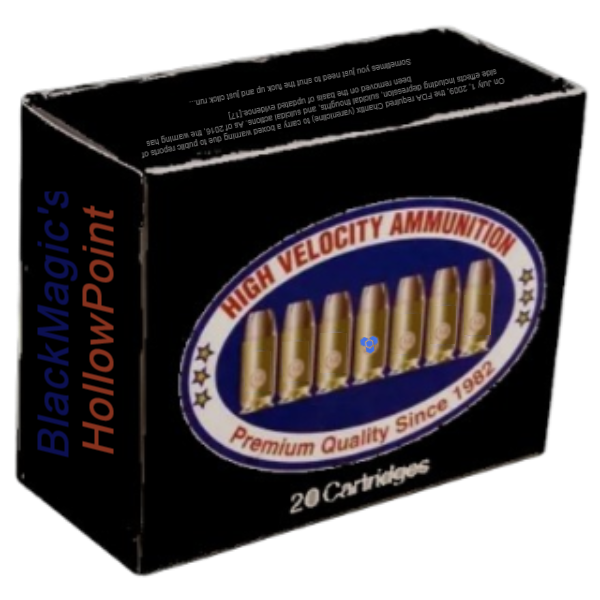 On July 1, 2009, the FDA required Chantix (varenicline) to carry a boxed warning due to public reports of
side effects including depression, suicidal thoughts, and suicidal actions. As of 2016, the warning has
been removed on the basis of updated evidence.[17]
Sometimes you just need to shut the fuck up and just click run...
BlackMagic's
HollowPoint
HIGH VELOCITY AMMUNITION
Premium Quality Since 1982
20 Cartridges